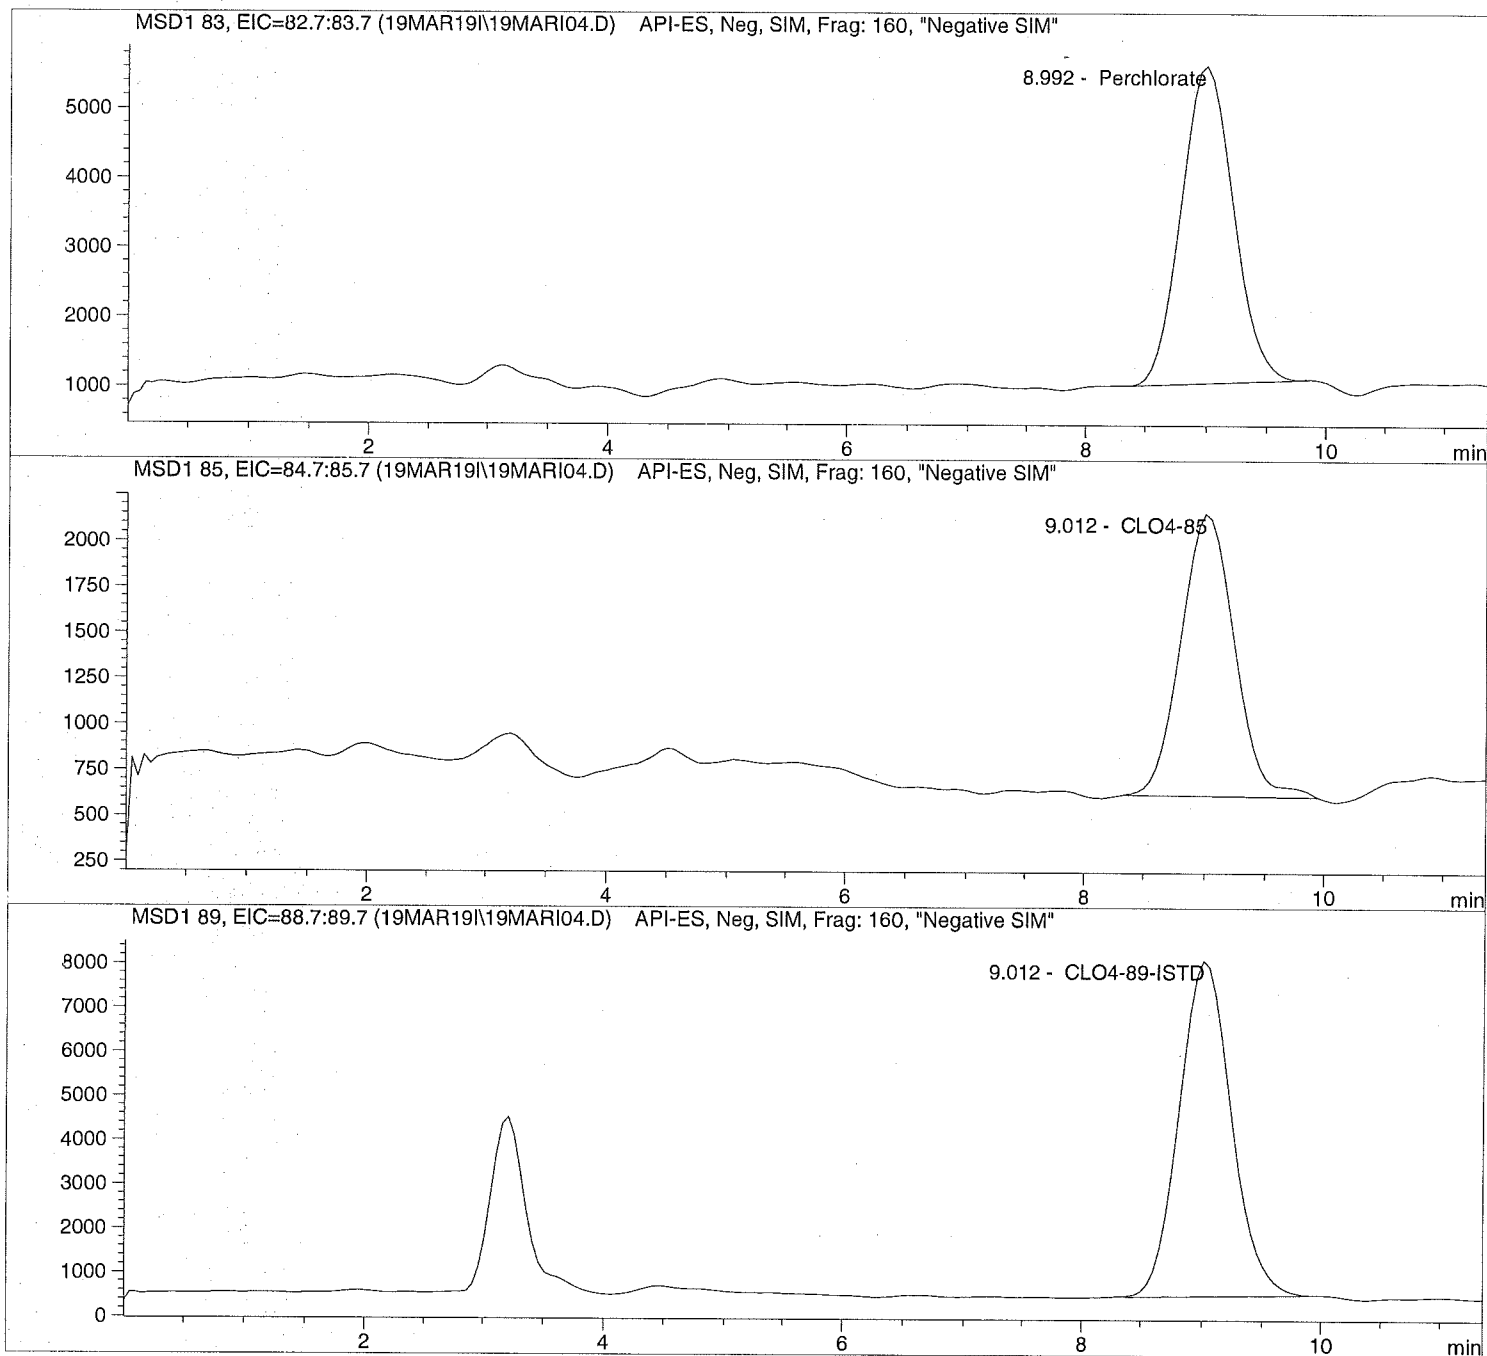 MSD1 83, EIC=82.7:83.7 (19MAR19I\19MARI04.D) API-ES, Neg, SIM, Frag: 160, "Negative SIM"
8.992 - Perchlorate
5000
4000
3000
2000
1000
2 4 6 8 10 min
MSD1 85, EIC=84.7:85.7 (19MAR19I\19MARI04.D) API-ES, Neg, SIM, Frag: 160, "Negative SIM"
9.012 - CLO4-85
2000
1750
1500
1250
1000
750
500
250
2 4 6 8 10 min
MSD1 89, EIC=88.7:89.7 (19MAR19I\19MARI04.D) API-ES, Neg, SIM, Frag: 160, "Negative SIM"
9.012 - CLO4-89-ISTD
8000
7000
6000
5000
4000
3000
2000
1000
0
2 4 6 8 10 min